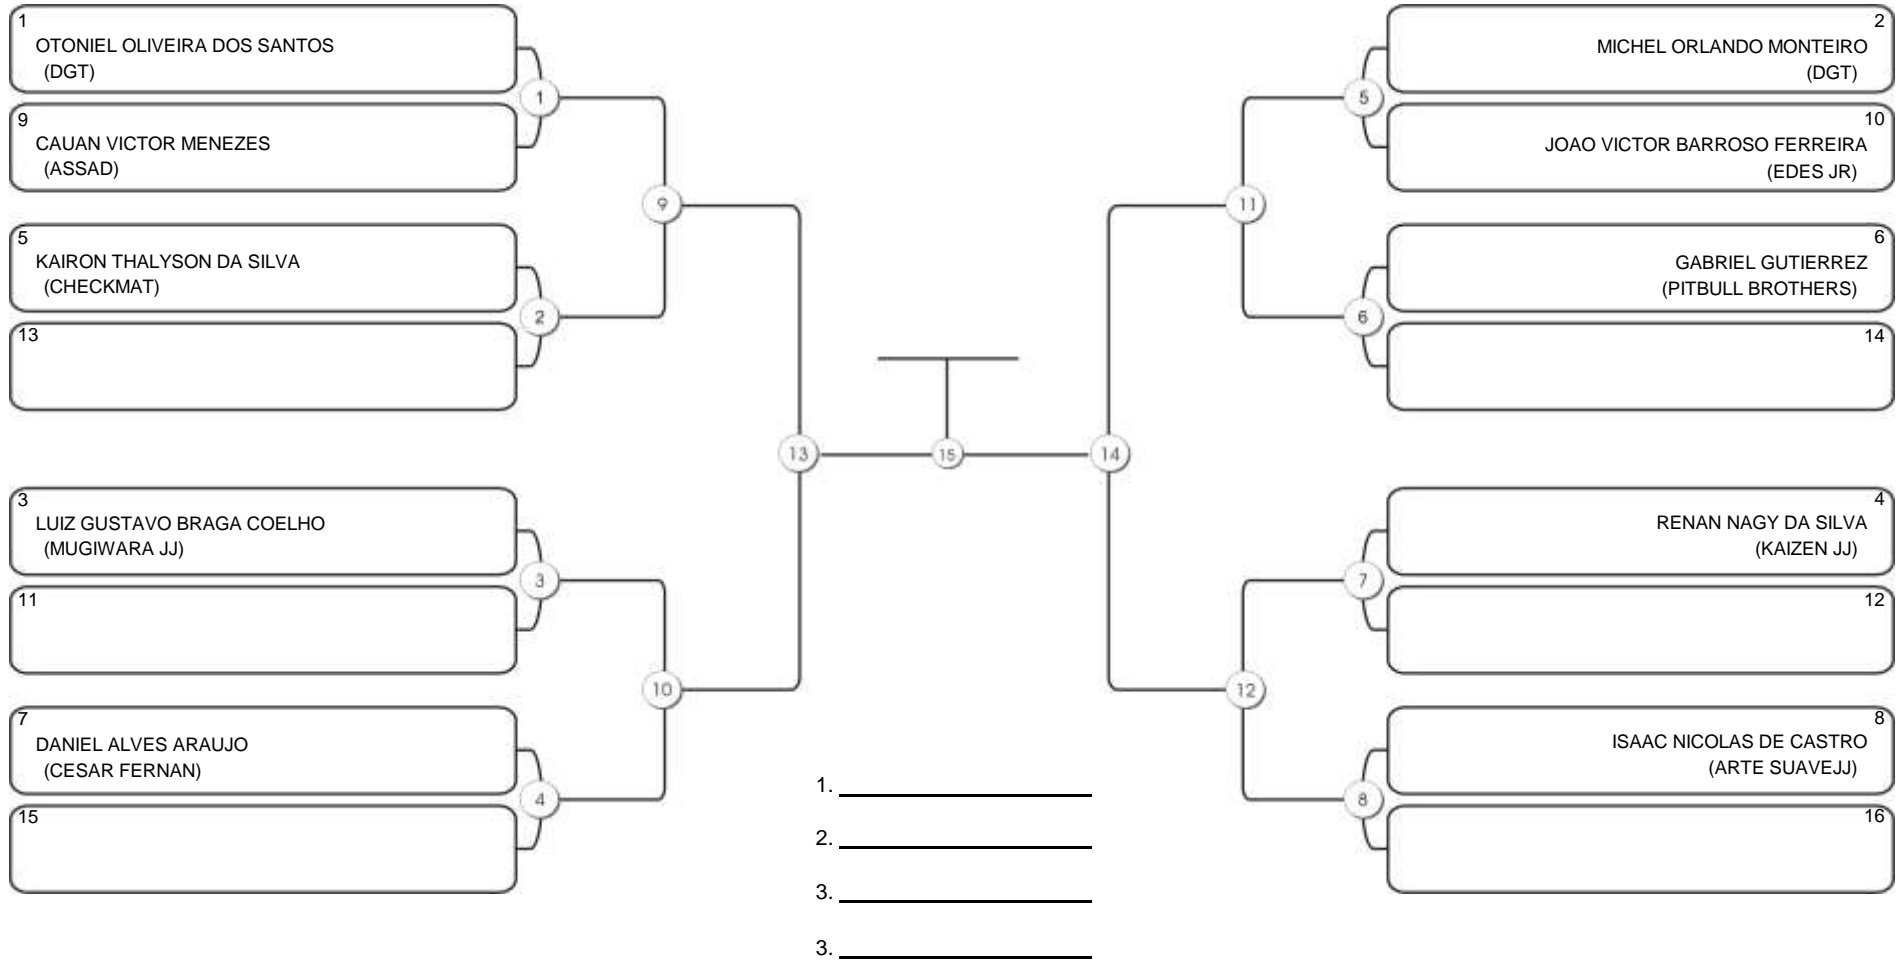 1
OTONIEL OLIVEIRA DOS SANTOS
(DGT)
9
CAUAN VICTOR MENEZES
(ASSAD)
1
5
KAIRON THALYSON DA SILVA
(CHECKMAT)
13
2
9
3
LUIZ GUSTAVO BRAGA COELHO
(MUGIWARA JJ)
11
3
7
DANIEL ALVES ARAUJO
(CESAR FERNAN)
15
4
10
13
15
14
2
MICHEL ORLANDO MONTEIRO
(DGT)
10
JOAO VICTOR BARROSO FERREIRA
(EDES JR)
5
6
GABRIEL GUTIERREZ
(PITBULL BROTHERS)
14
6
11
4
RENAN NAGY DA SILVA
(KAIZEN JJ)
12
7
8
ISAAC NICOLAS DE CASTRO
(ARTE SUAVEJJ)
16
8
12
1.
2.
3.
3.